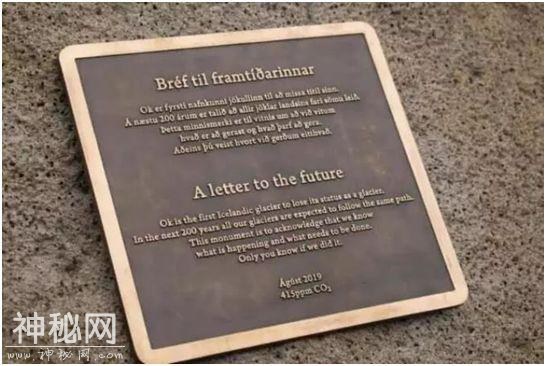 Bréf til framtíðarinnar
Ok er fyrsti nafnkunni jökullinn til að missa titil sinn.
Á næstu 200 árum er talið að allir jöklar landsins fari sömu leið.
Þetta minnismerki er til vitnis um að við vitum
hvað er að gerast og hvað þarf að gera.
Aðeins þú veist hvort við gerðum eitthvað.
A letter to the future
Ok is the first Icelandic glacier to lose its status as a glacier.
In the next 200 years all our glaciers are expected to follow the same path.
This monument is to acknowledge that we know
what is happening and what needs to be done.
Only you know if we did it.
Ágúst 2019
415ppm CO₂
神秘网
www.神秘网.com